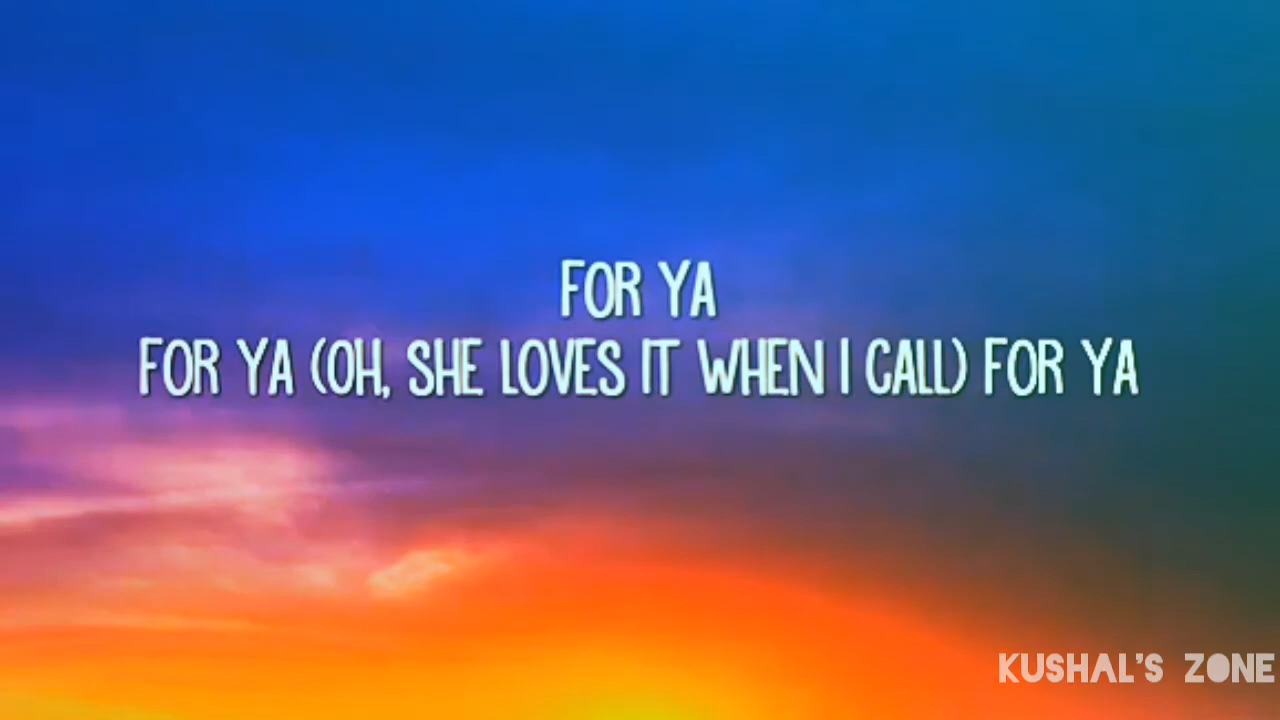 FOR YA
FOR YA (OH, SHE LOVES IT WHEN I CALL) FOR YA
KUSHAL'S ZONE